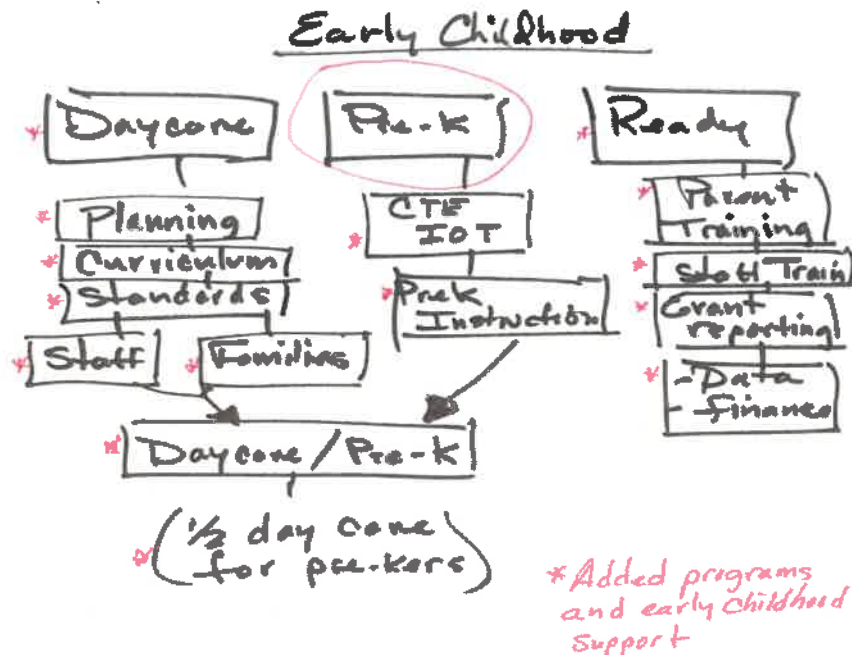 Early Childhood
* Daycare
* Planning
* Curriculum
* Standards
* Staff
* Families
Pre-K
* CTE
IOT
* PreK
Instruction
* Daycare / Pre-K
* (1/2 day care
for pre-kers)
* Ready
* Parent
Training
* Staff Train
* Grant
reporting
* - Data
- finance
* Added programs
and early childhood
support